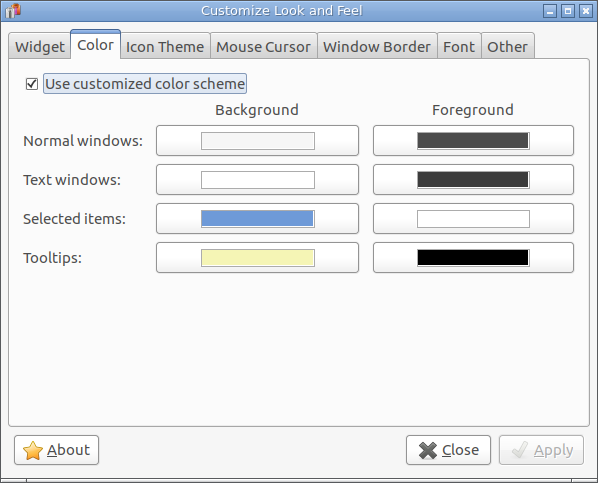 Customize Look and Feel
Widget Color Icon Theme Mouse Cursor Window Border Font Other
Use customized color scheme
Background Foreground
Normal windows:
Text windows:
Selected items:
Tooltips:
About Close Apply